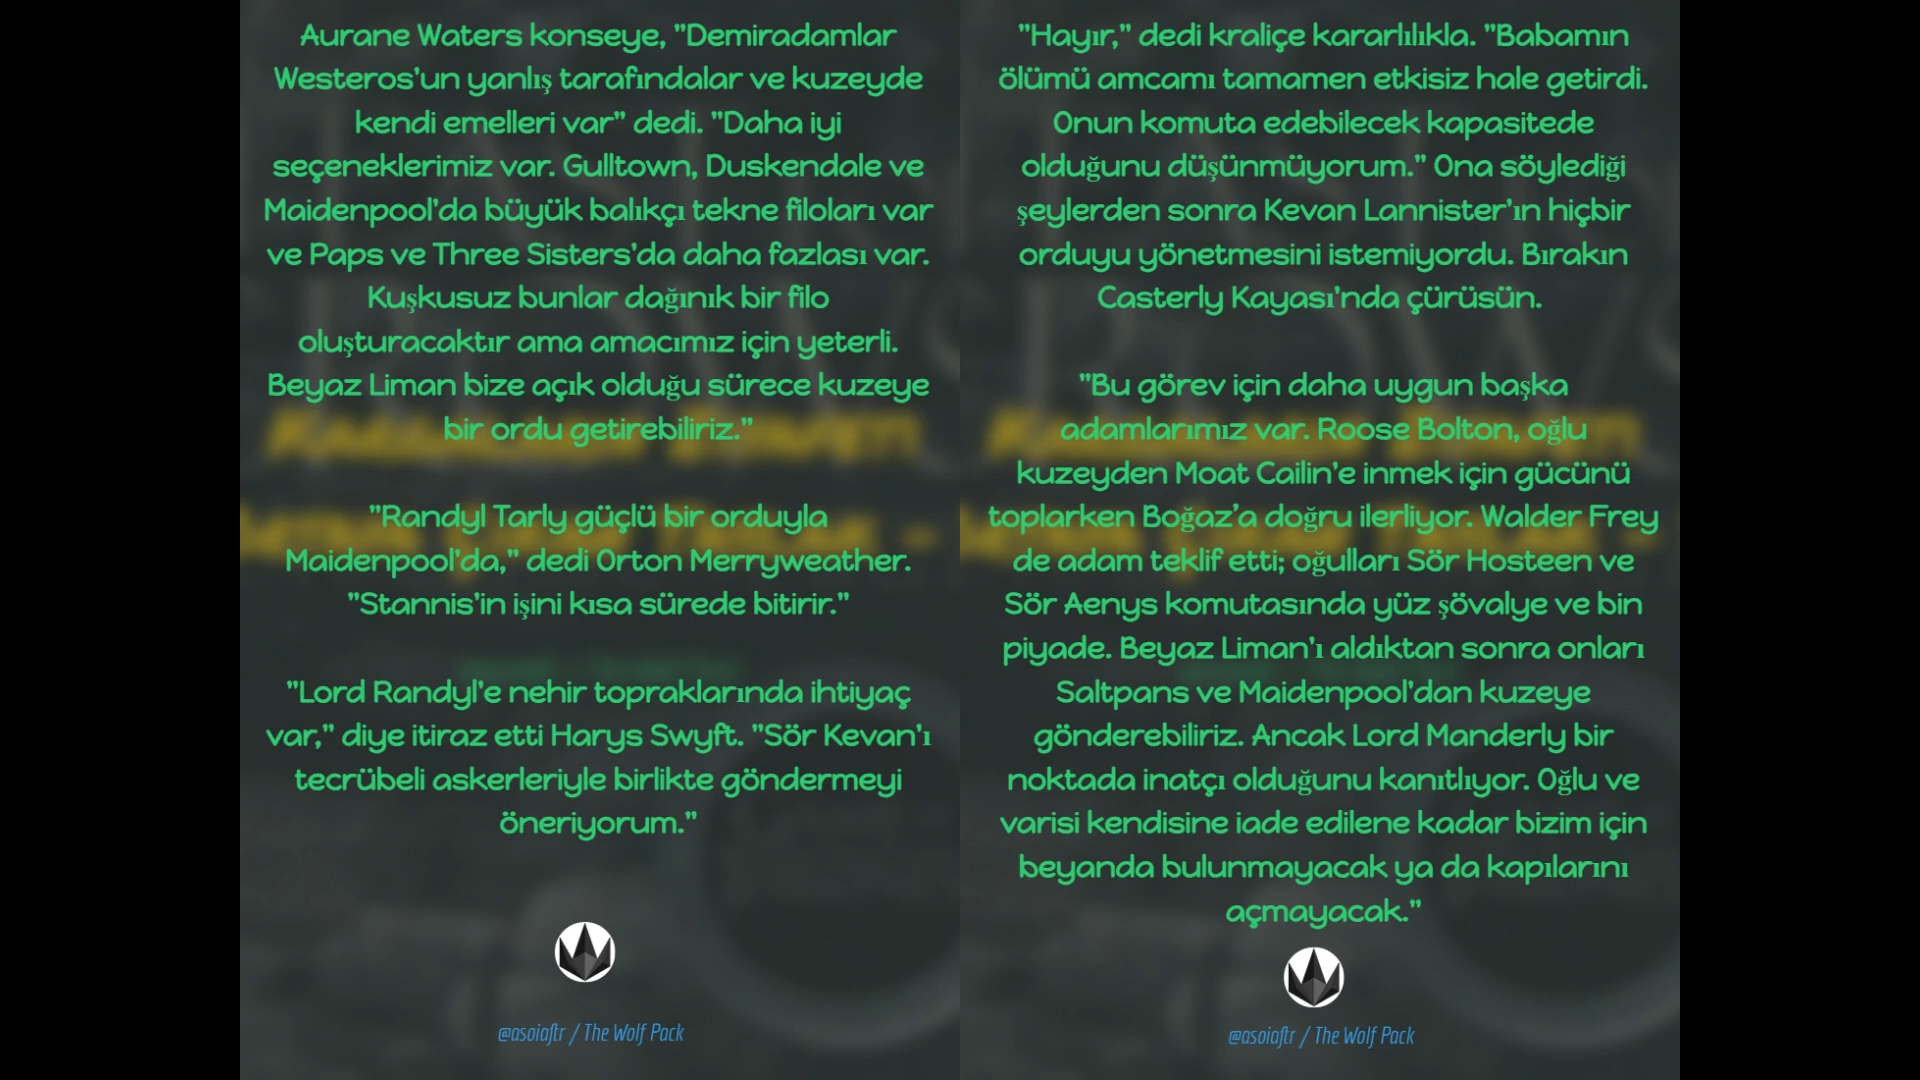 Aurane Waters konseye, "Demiradamlar
Westeros'un yanlış tarafındalar ve kuzeyde
kendi emelleri var" dedi. "Daha iyi
seçeneklerimiz var. Gulltown, Duskendale ve
Maidenpool'da büyük balıkçı tekne filoları var
ve Paps ve Three Sisters'da daha fazlası var.
Kuşkusuz bunlar dağınık bir filo
oluşturacaktır ama amacımız için yeterli.
Beyaz Liman bize açık olduğu sürece kuzeye
bir ordu getirebiliriz."
"Randyl Tarly güçlü bir orduyla
Maidenpool'da," dedi Orton Merryweather.
"Stannis'in işini kısa sürede bitirir."
"Lord Randyl'e nehir topraklarında ihtiyaç
var," diye itiraz etti Harys Swyft. "Sör Kevan'ı
tecrübeli askerleriyle birlikte göndermeyi
öneriyorum."
@asoiaftr / The Wolf Pack
"Hayır," dedi kraliçe kararlılıkla. "Babamın
ölümü amcamı tamamen etkisiz hale getirdi.
Onun komuta edebilecek kapasitede
olduğunu düşünmüyorum." Ona söylediği
şeylerden sonra Kevan Lannister'ın hiçbir
orduyu yönetmesini istemiyordu. Bırakın
Casterly Kayası'nda çürüsün.
"Bu görev için daha uygun başka
adamlarımız var. Roose Bolton, oğlu
kuzeyden Moat Cailin'e inmek için gücünü
toplarken Boğaz’a doğru ilerliyor. Walder Frey
de adam teklif etti; oğulları Sör Hosteen ve
Sör Aenys komutasında yüz şövalye ve bin
piyade. Beyaz Liman'ı aldıktan sonra onları
Saltpans ve Maidenpool'dan kuzeye
gönderebiliriz. Ancak Lord Manderly bir
noktada inatçı olduğunu kanıtlıyor. Oğlu ve
varisi kendisine iade edilene kadar bizim için
beyanda bulunmayacak ya da kapılarını
açmayacak."
@asoiaftr / The Wolf Pack